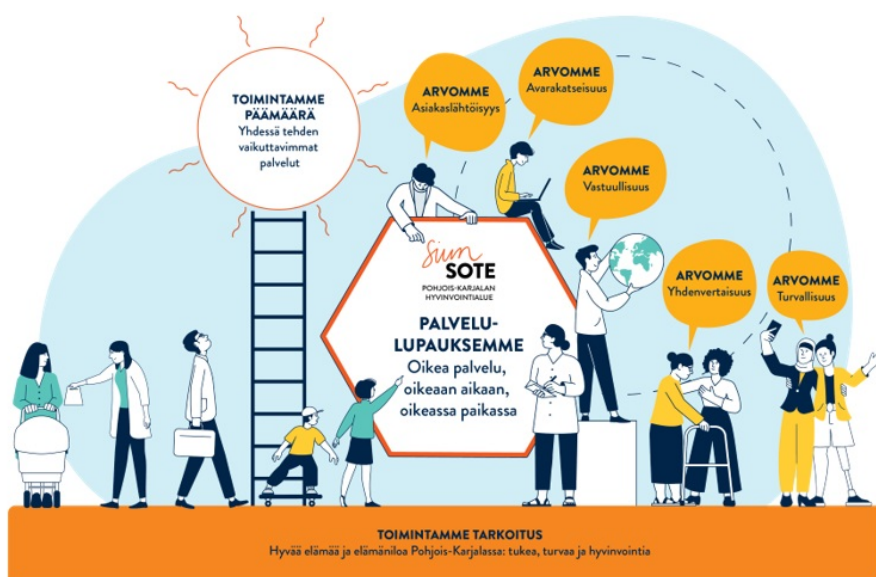 TOIMINTAMME
PÄÄMÄÄRÄ
Yhdessä tehden
vaikuttavimmat
palvelut
ARVOMME
Asiakaslähtöisyys
ARVOMME
Avarakatseisuus
ARVOMME
Vastuullisuus
ARVOMME
Yhdenvertaisuus
ARVOMME
Turvallisuus
Siun
SOTE
POHJOIS-KARJALAN
HYVINVOINTIALUE
PALVELU-
LUPAUKSEMME
Oikea palvelu,
oikeaan aikaan,
oikeassa paikassa
TOIMINTAMME TARKOITUS
Hyvää elämää ja elämäniloa Pohjois-Karjalassa: tukea, turvaa ja hyvinvointia